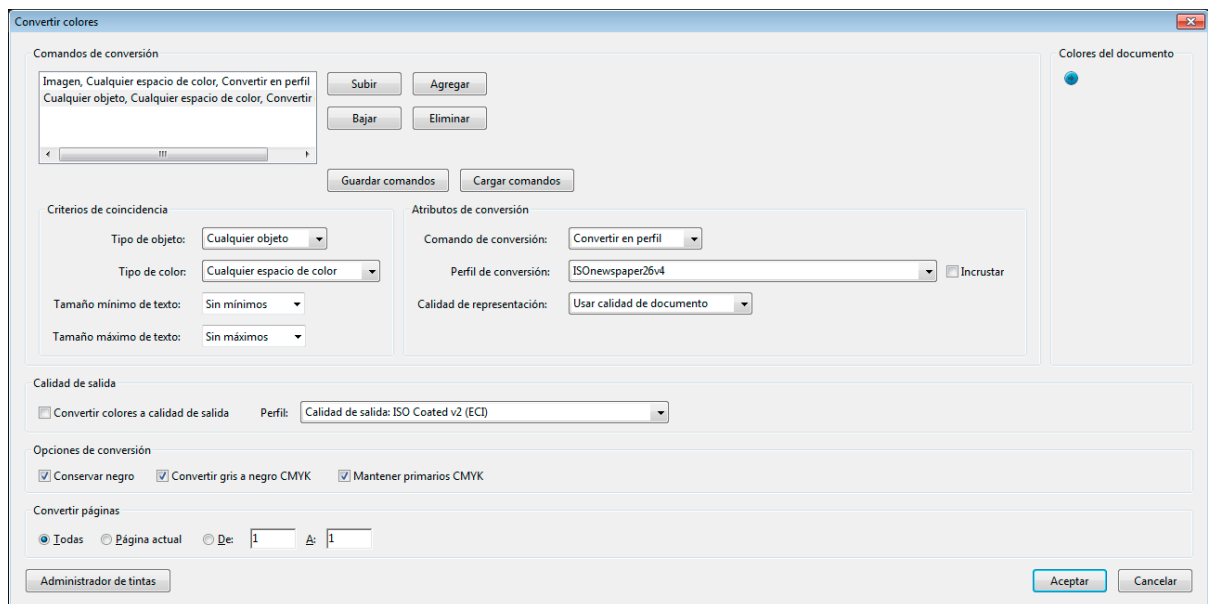 Convertir colores
Comandos de conversión
Colores del documento
Imagen, Cualquier espacio de color, Convertir en perfil
Cualquier objeto, Cualquier espacio de color, Convertir
Subir
Agregar
Bajar
Eliminar
Guardar comandos
Cargar comandos
Criterios de coincidencia
Tipo de objeto: Cualquier objeto
Tipo de color: Cualquier espacio de color
Tamaño mínimo de texto: Sin mínimos
Tamaño máximo de texto: Sin máximos
Atributos de conversión
Comando de conversión: Convertir en perfil
Perfil de conversión: ISOnewspaper26v4 Incrustar
Calidad de representación: Usar calidad de documento
Calidad de salida
Convertir colores a calidad de salida Perfil: Calidad de salida: ISO Coated v2 (ECI)
Opciones de conversión
Conservar negro Convertir gris a negro CMYK Mantener primarios CMYK
Convertir páginas
Todas Página actual De: 1 A: 1
Administrador de tintas
Aceptar
Cancelar